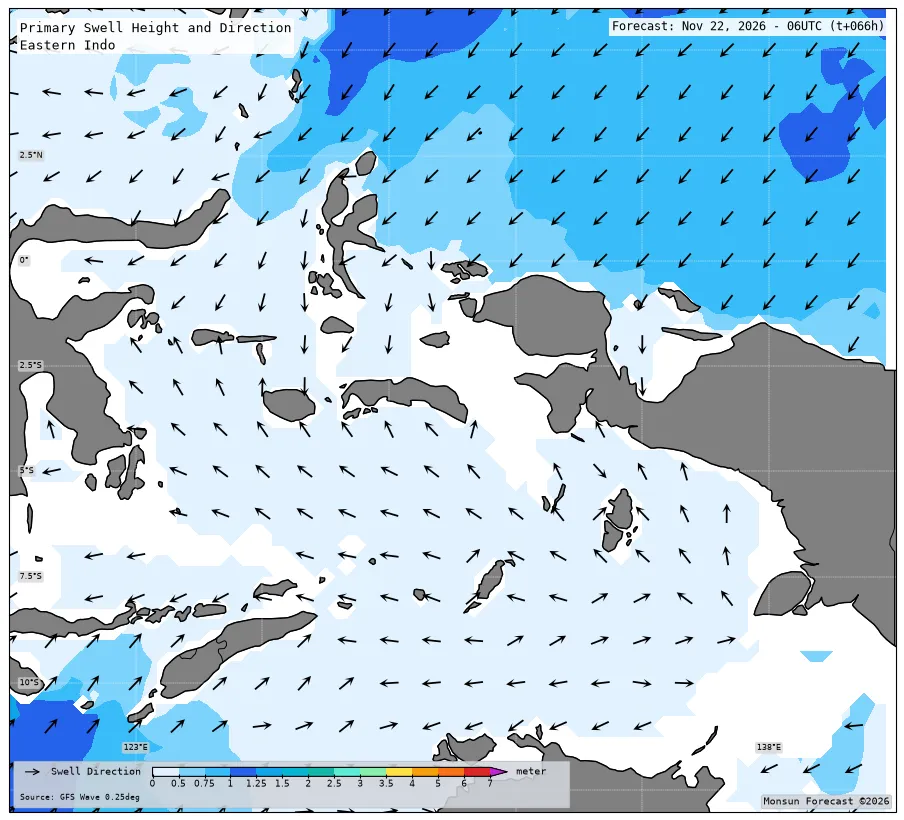 Primary Swell Height and Direction
Eastern Indo
Forecast: Nov 22, 2026 - 06UTC (t+066h)
2.5°N
0°
2.5°S
5°S
7.5°S
10°S
123°E
138°E
Swell Direction
0 0.5 0.75 1 1.25 1.5 2 2.5 3 3.5 4 5 6 7
meter
Source: GFS Wave 0.25deg
Monsun Forecast ©2026